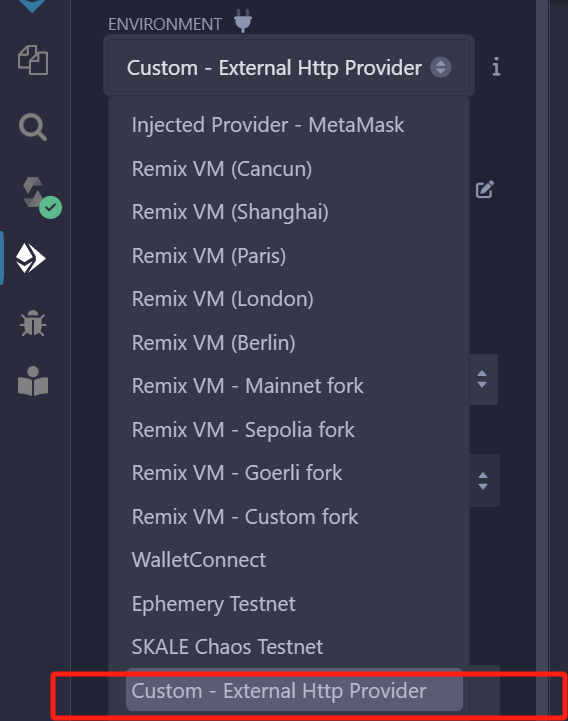 ENVIRONMENT
Custom - External Http Provider
i
Injected Provider - MetaMask
Remix VM (Cancun)
Remix VM (Shanghai)
Remix VM (Paris)
Remix VM (London)
Remix VM (Berlin)
Remix VM - Mainnet fork
Remix VM - Sepolia fork
Remix VM - Goerli fork
Remix VM - Custom fork
WalletConnect
Ephemery Testnet
SKALE Chaos Testnet
Custom - External Http Provider